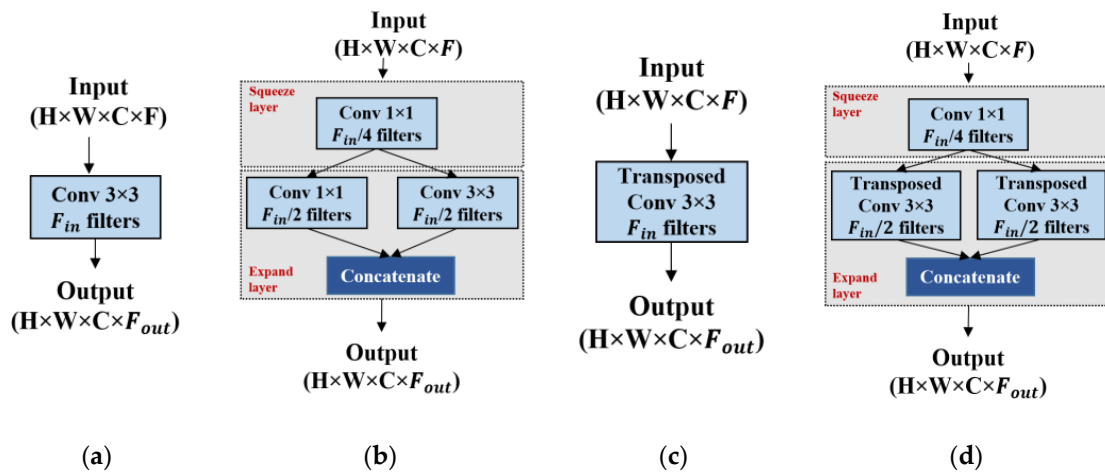 Input
(H×W×C×F)
Conv 3×3
F_in filters
Output
(H×W×C×F_out)
(a)
Input
(H×W×C×F)
Squeeze
layer
Conv 1×1
F_in/4 filters
Conv 1×1
F_in/2 filters
Conv 3×3
F_in/2 filters
Expand
layer
Concatenate
Output
(H×W×C×F_out)
(b)
Input
(H×W×C×F)
Transposed
Conv 3×3
F_in filters
Output
(H×W×C×F_out)
(c)
Input
(H×W×C×F)
Squeeze
layer
Conv 1×1
F_in/4 filters
Transposed
Conv 3×3
F_in/2 filters
Transposed
Conv 3×3
F_in/2 filters
Expand
layer
Concatenate
Output
(H×W×C×F_out)
(d)